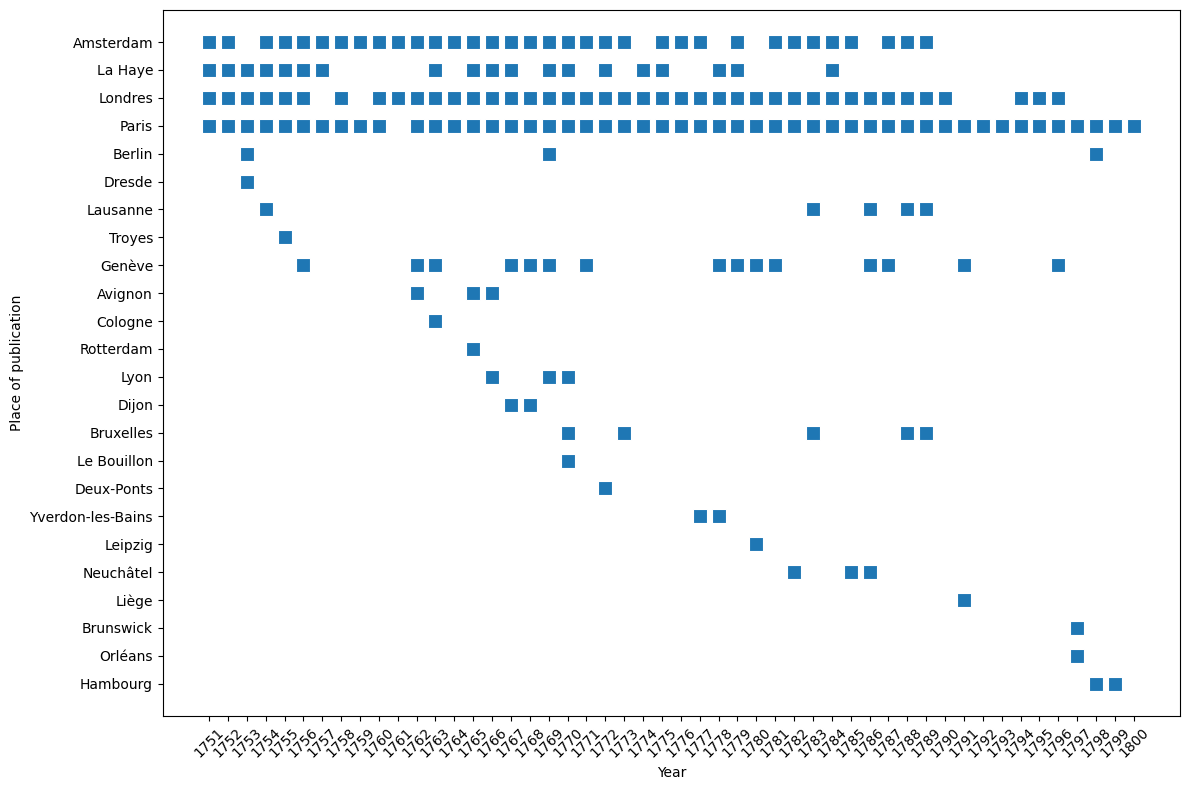 Amsterdam
La Haye
Londres
Paris
Berlin
Dresde
Lausanne
Troyes
Genève
Avignon
Cologne
Rotterdam
Lyon
Dijon
Bruxelles
Le Bouillon
Deux-Ponts
Yverdon-les-Bains
Leipzig
Neuchâtel
Liège
Brunswick
Orléans
Hambourg
Place of publication
1751 1752 1753 1754 1755 1756 1757 1758 1759 1760 1761 1762 1763 1764 1765 1766 1767 1768 1769 1770 1771 1772 1773 1774 1775 1776 1777 1778 1779 1780 1781 1782 1783 1784 1785 1786 1787 1788 1789 1790 1791 1792 1793 1794 1795 1796 1797 1798 1799 1800
Year